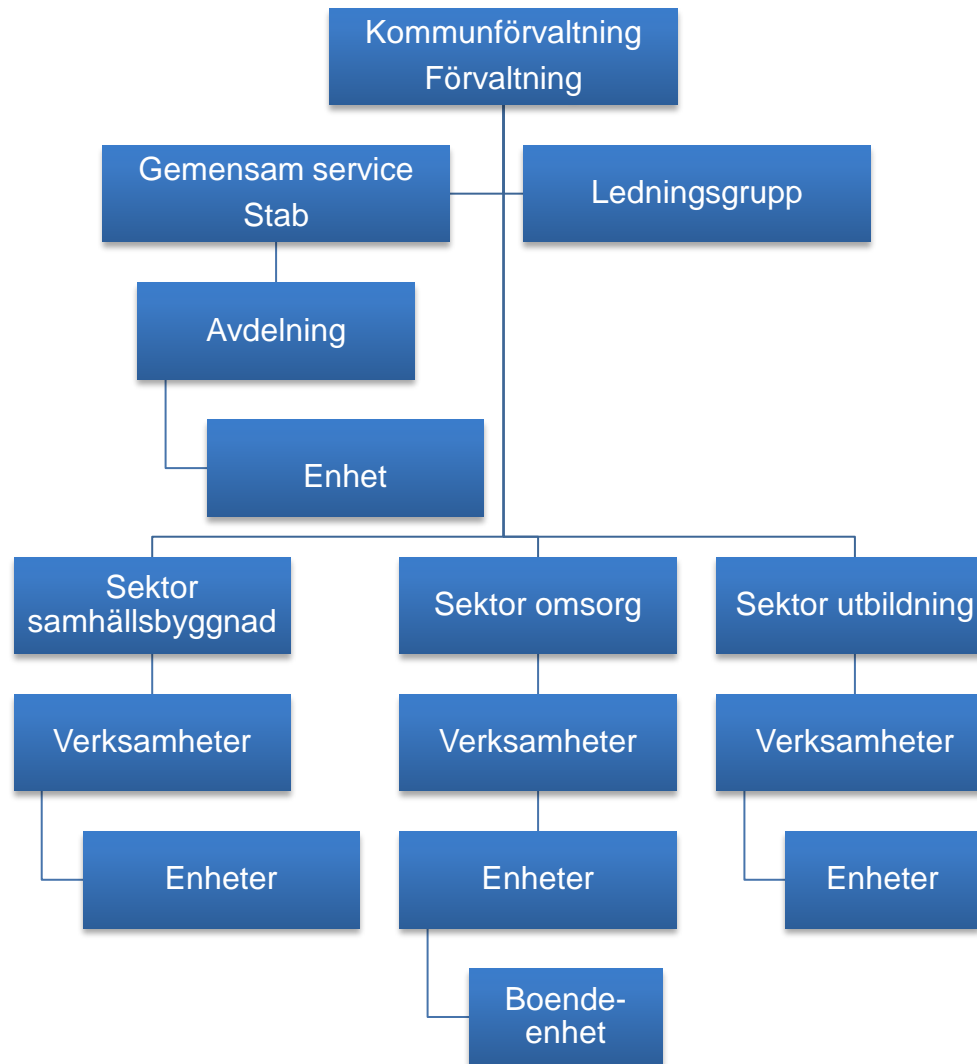 Kommunförvaltning
Förvaltning
Gemensam service
Stab
Ledningsgrupp
Avdelning
Enhet
Sektor
samhällsbyggnad
Sektor omsorg
Sektor utbildning
Verksamheter
Verksamheter
Verksamheter
Enheter
Enheter
Enheter
Boende-
enhet